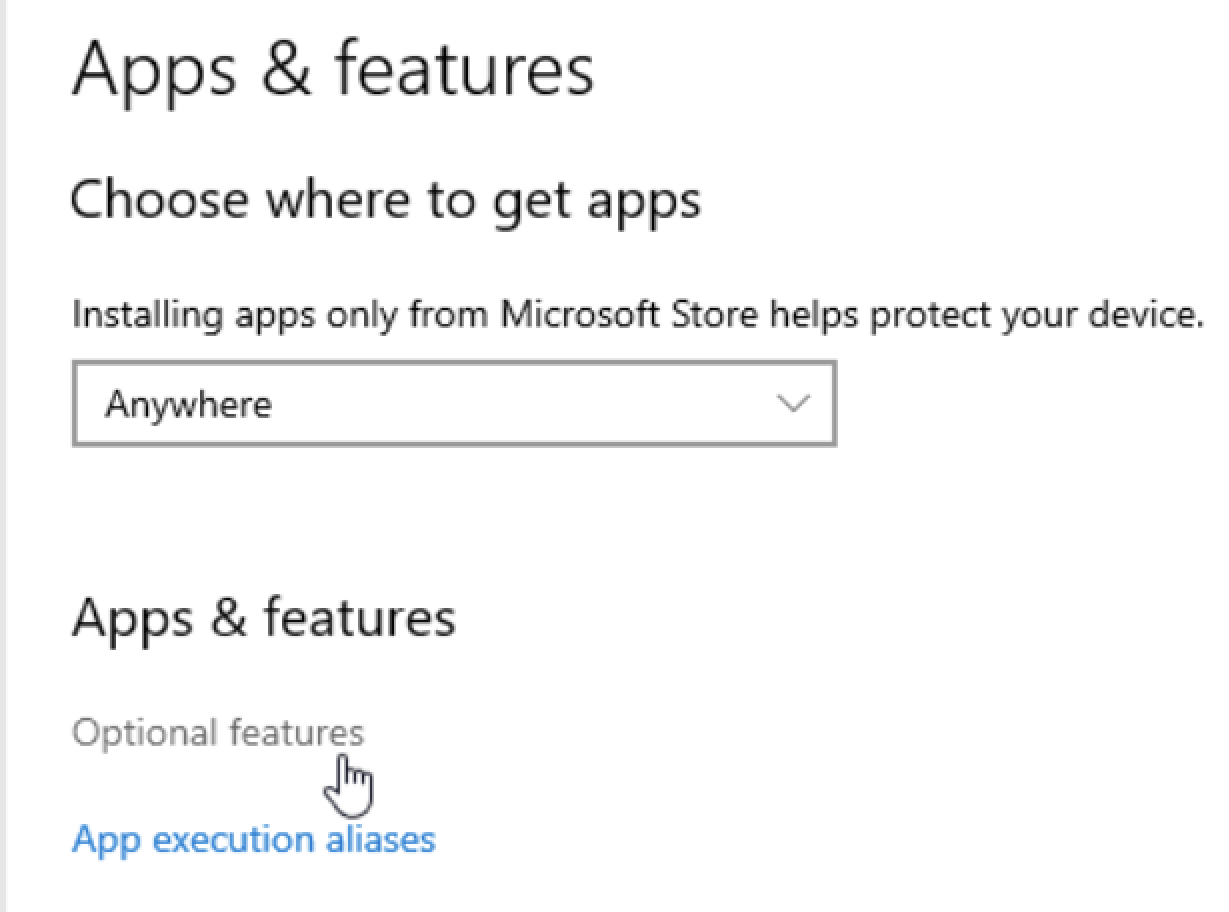 Apps & features
Choose where to get apps
Installing apps only from Microsoft Store helps protect your device.
Anywhere
Apps & features
Optional features
App execution aliases